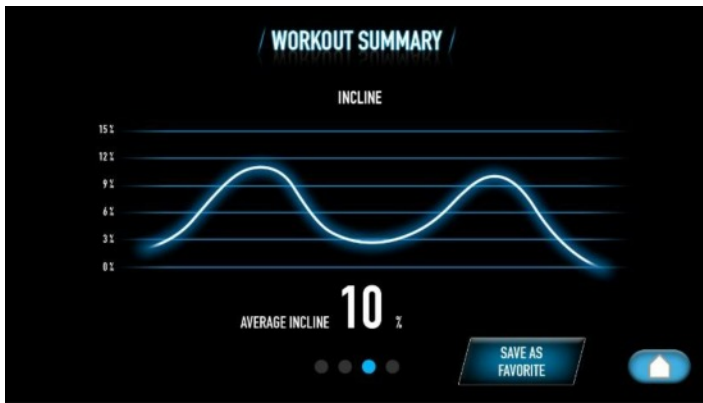 / WORKOUT SUMMARY /
INCLINE
15%
12%
9%
6%
3%
0%
AVERAGE INCLINE 10 %
SAVE AS
FAVORITE